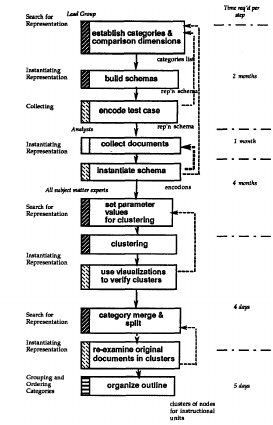 Lead Group
Time req'd per
step
Search for
Representation
establish categories &
comparison dimensions
categories list
Instantiating
Representation
build schemas
2 months
rep'n schema
Collecting
encode test case
Analysts
rep'n schema
Instantiating
Representation
collect documents
1 month
instantiate schema
encodons
4 months
All subject matter experts
Search for
Representation
set parameter
values
for clustering
clustering
Instantiating
Representation
use visualizations
to verify clusters
4 days
Search for
Representation
category merge &
split
Instantiating
Representation
re-examine original
documents in clusters
Grouping and
Ordering
Categories
organize outline
5 days
clusters of nodes
for instructional
units